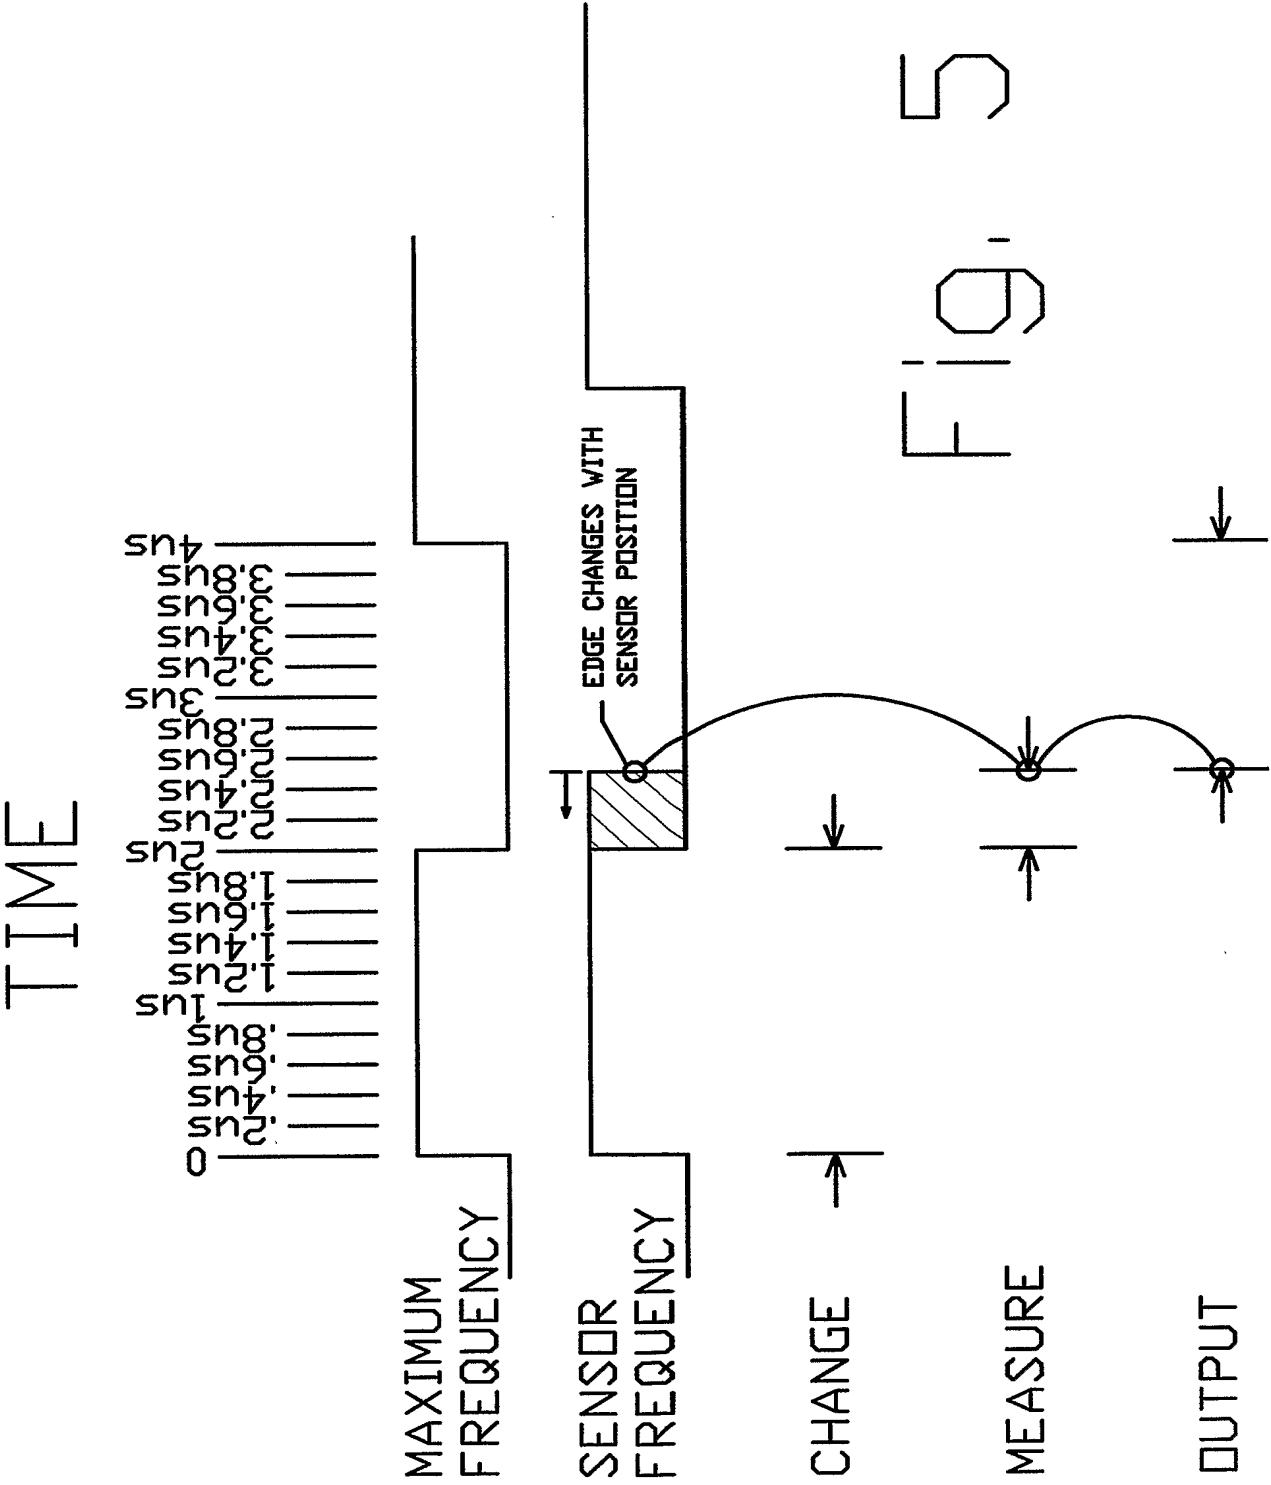 TIME
0
.2us
.4us
.6us
.8us
1us
1.2us
1.4us
1.6us
1.8us
2us
2.2us
2.4us
2.6us
2.8us
3us
3.2us
3.4us
3.6us
3.8us
4us
MAXIMUM
FREQUENCY
SENSOR
FREQUENCY
EDGE CHANGES WITH
SENSOR POSITION
CHANGE
MEASURE
OUTPUT
Fig. 5